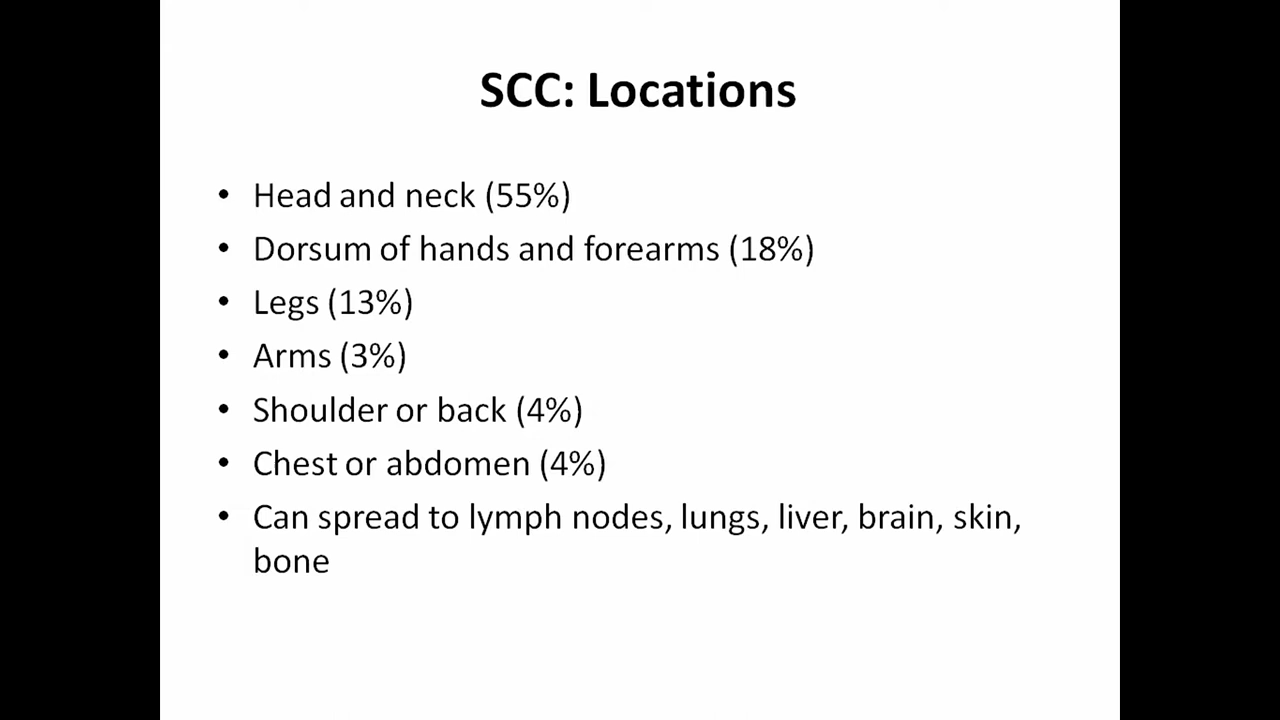 SCC: Locations
• Head and neck (55%)
• Dorsum of hands and forearms (18%)
• Legs (13%)
• Arms (3%)
• Shoulder or back (4%)
• Chest or abdomen (4%)
• Can spread to lymph nodes, lungs, liver, brain, skin,
bone